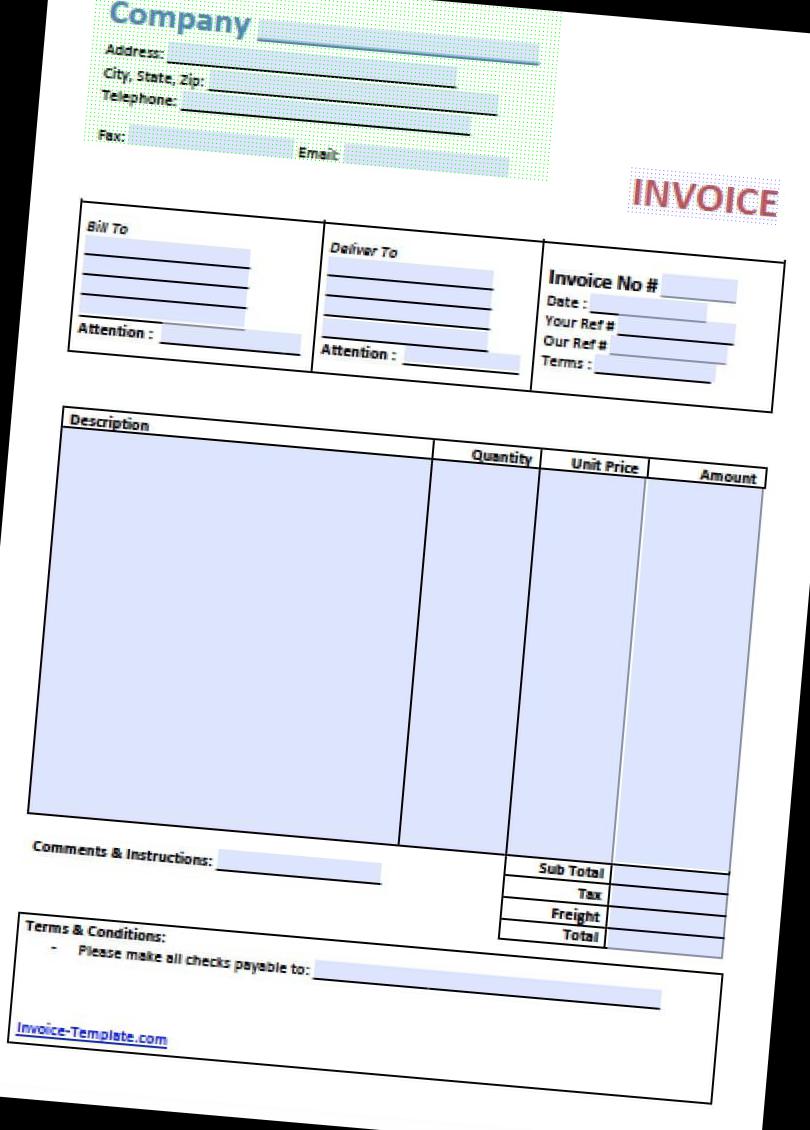 Company
Address:
City, State, Zip:
Telephone:
Fax: Email:
INVOICE
Bill To
Attention :
Deliver To
Attention :
Invoice No #
Date :
Your Ref #
Our Ref #
Terms :
Description Quantity Unit Price Amount
Comments & Instructions:
Sub Total
Tax
Freight
Total
Terms & Conditions:
- Please make all checks payable to:
Invoice-Template.com